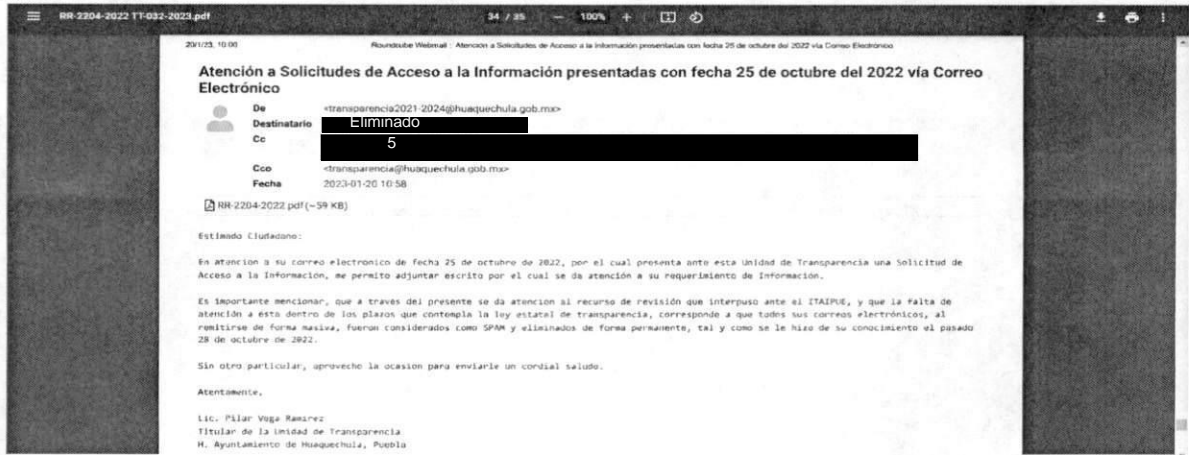 RR-2204-2022 TT-032-2023.pdf
34 / 35
100%
20/1/23, 10:00
Roundcube Webmail :: Atención a Solicitudes de Acceso a la Información presentadas con fecha 25 de octubre del 2022 vía Correo Electrónico
Atención a Solicitudes de Acceso a la Información presentadas con fecha 25 de octubre del 2022 vía Correo
Electrónico
De <transparencia2021-2024@huaquechula.gob.mx>
Destinatario Eliminado
Cc 5
Cco <transparencia@huaquechula.gob.mx>
Fecha 2023-01-20 10:58
RR-2204-2022.pdf (~59 KB)
Estimado Ciudadano:
En atencion a su correo electronico de fecha 25 de octubre de 2022, por el cual presenta ante esta Unidad de Transparencia una Solicitud de
Acceso a la Información, me permito adjuntar escrito por el cual se da atención a su requerimiento de Información.
Es importante mencionar, que a través del presente se da atencion al recurso de revisión que interpuso ante el ITAIPUE, y que la falta de
atención a esta dentro de los plazos que contempla la ley estatal de transparencia, corresponde a que todos sus correos electrónicos, al
remitirse de forma masiva, fueron considerados como SPAM y eliminados de forma permanente, tal y como se le hizo de su conocimiento el pasado
28 de octubre de 2022.
Sin otro particular, aprovecho la ocasion para enviarle un cordial saludo.
Atentamente.
Lic. Pilar Vega Ramirez
Titular de la Unidad de Transparencia
H. Ayuntamiento de Huaquechula, Puebla